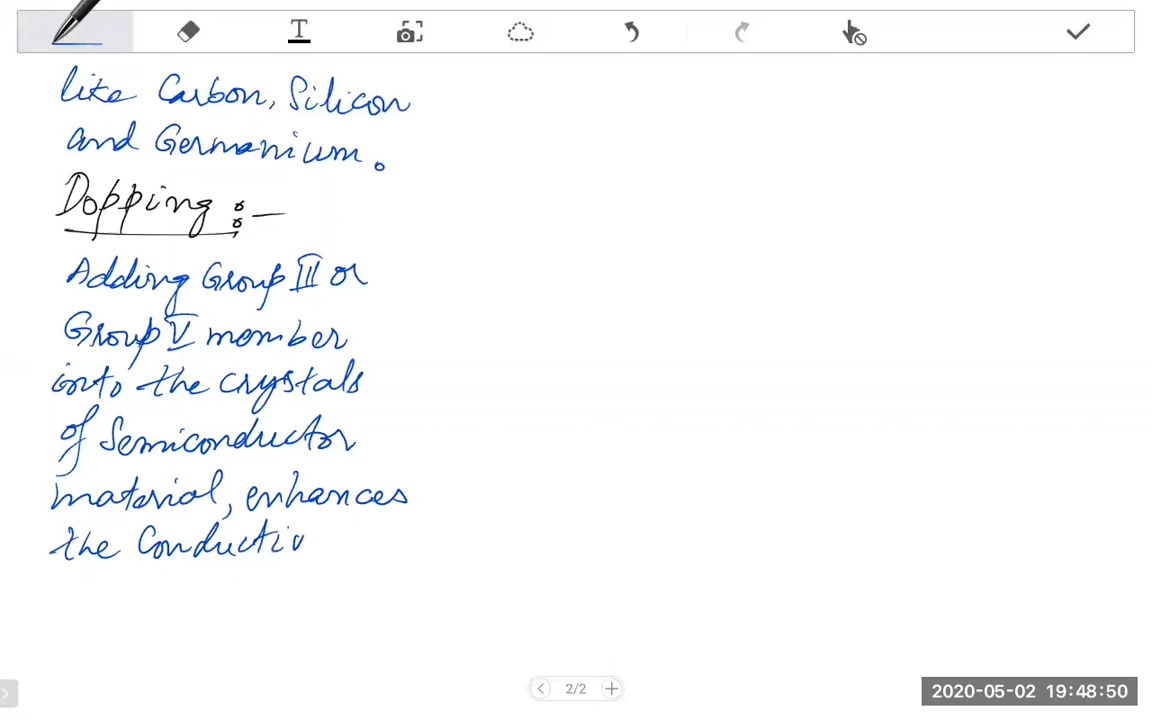 T
like Carbon, Silicon
and Germanium.
Dopping :-
Adding Group III or
Group V member
into the crystals
of Semiconductor
material, enhances
the Conductiv
2/2
2020-05-02 19:48:50